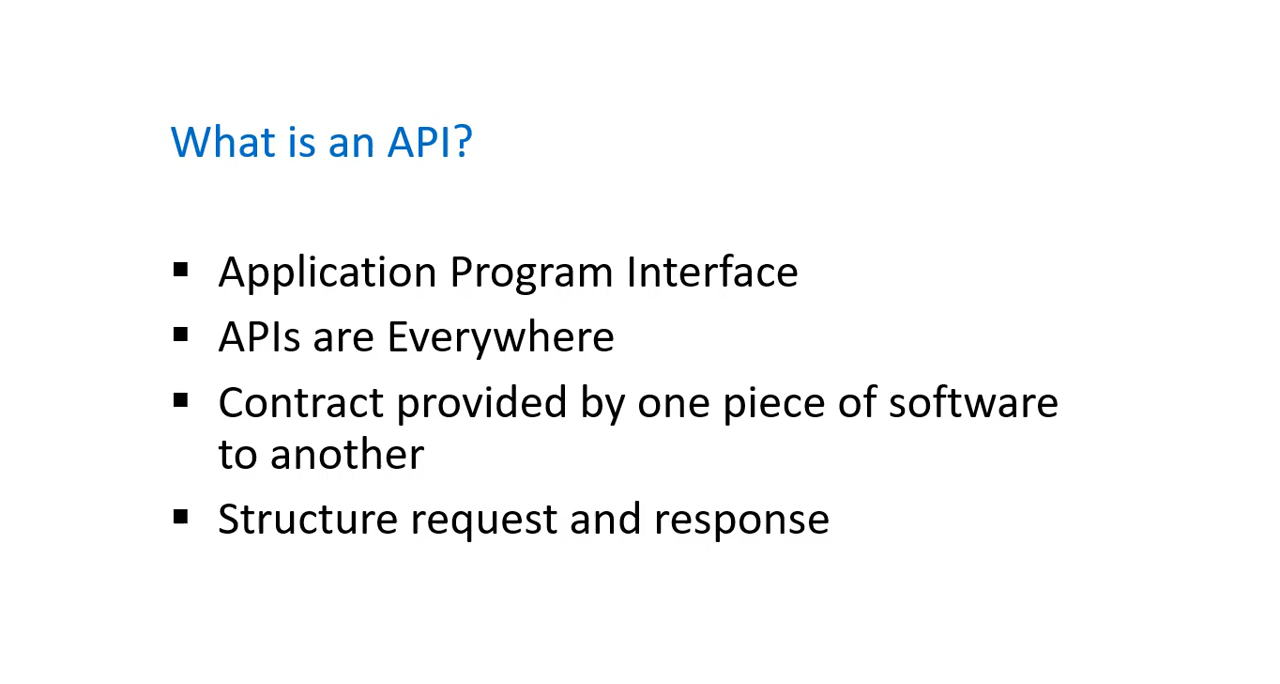 What is an API?
▪ Application Program Interface
▪ APIs are Everywhere
▪ Contract provided by one piece of software
to another
▪ Structure request and response